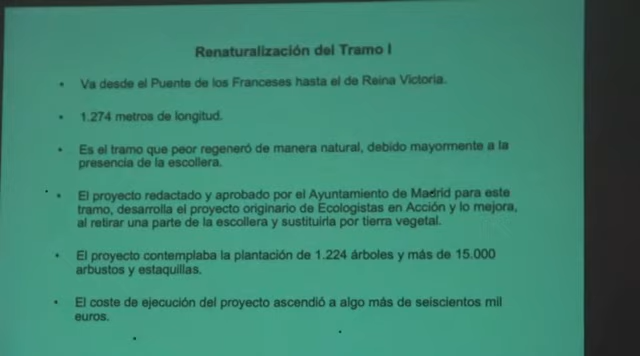 Renaturalización del Tramo I
• Va desde el Puente de los Franceses hasta el de Reina Victoria.
• 1.274 metros de longitud.
• Es el tramo que peor regeneró de manera natural, debido mayormente a la
presencia de la escollera.
• El proyecto redactado y aprobado por el Ayuntamiento de Madrid para este
tramo, desarrolla el proyecto originario de Ecologistas en Acción y lo mejora,
al retirar una parte de la escollera y sustituirla por tierra vegetal.
• El proyecto contemplaba la plantación de 1.224 árboles y más de 15.000
arbustos y estaquillas.
• El coste de ejecución del proyecto ascendió a algo más de seiscientos mil
euros.